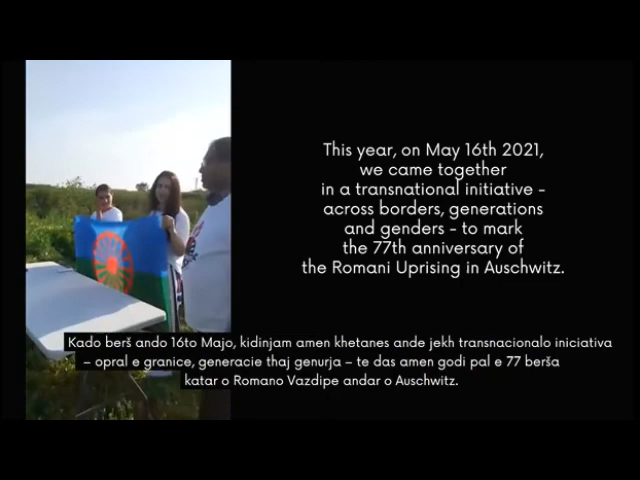 This year, on May 16th 2021,
we came together
in a transnational initiative -
across borders, generations
and genders - to mark
the 77th anniversary of
the Romani Uprising in Auschwitz.
Kado berš ando 16to Majo, kidinjam amen khetanes ande jekh transnacionalo iniciativa
– opral e granice, generacie thaj genurja – te das amen godi pal e 77 berša
katar o Romano Vazdipe andar o Auschwitz.